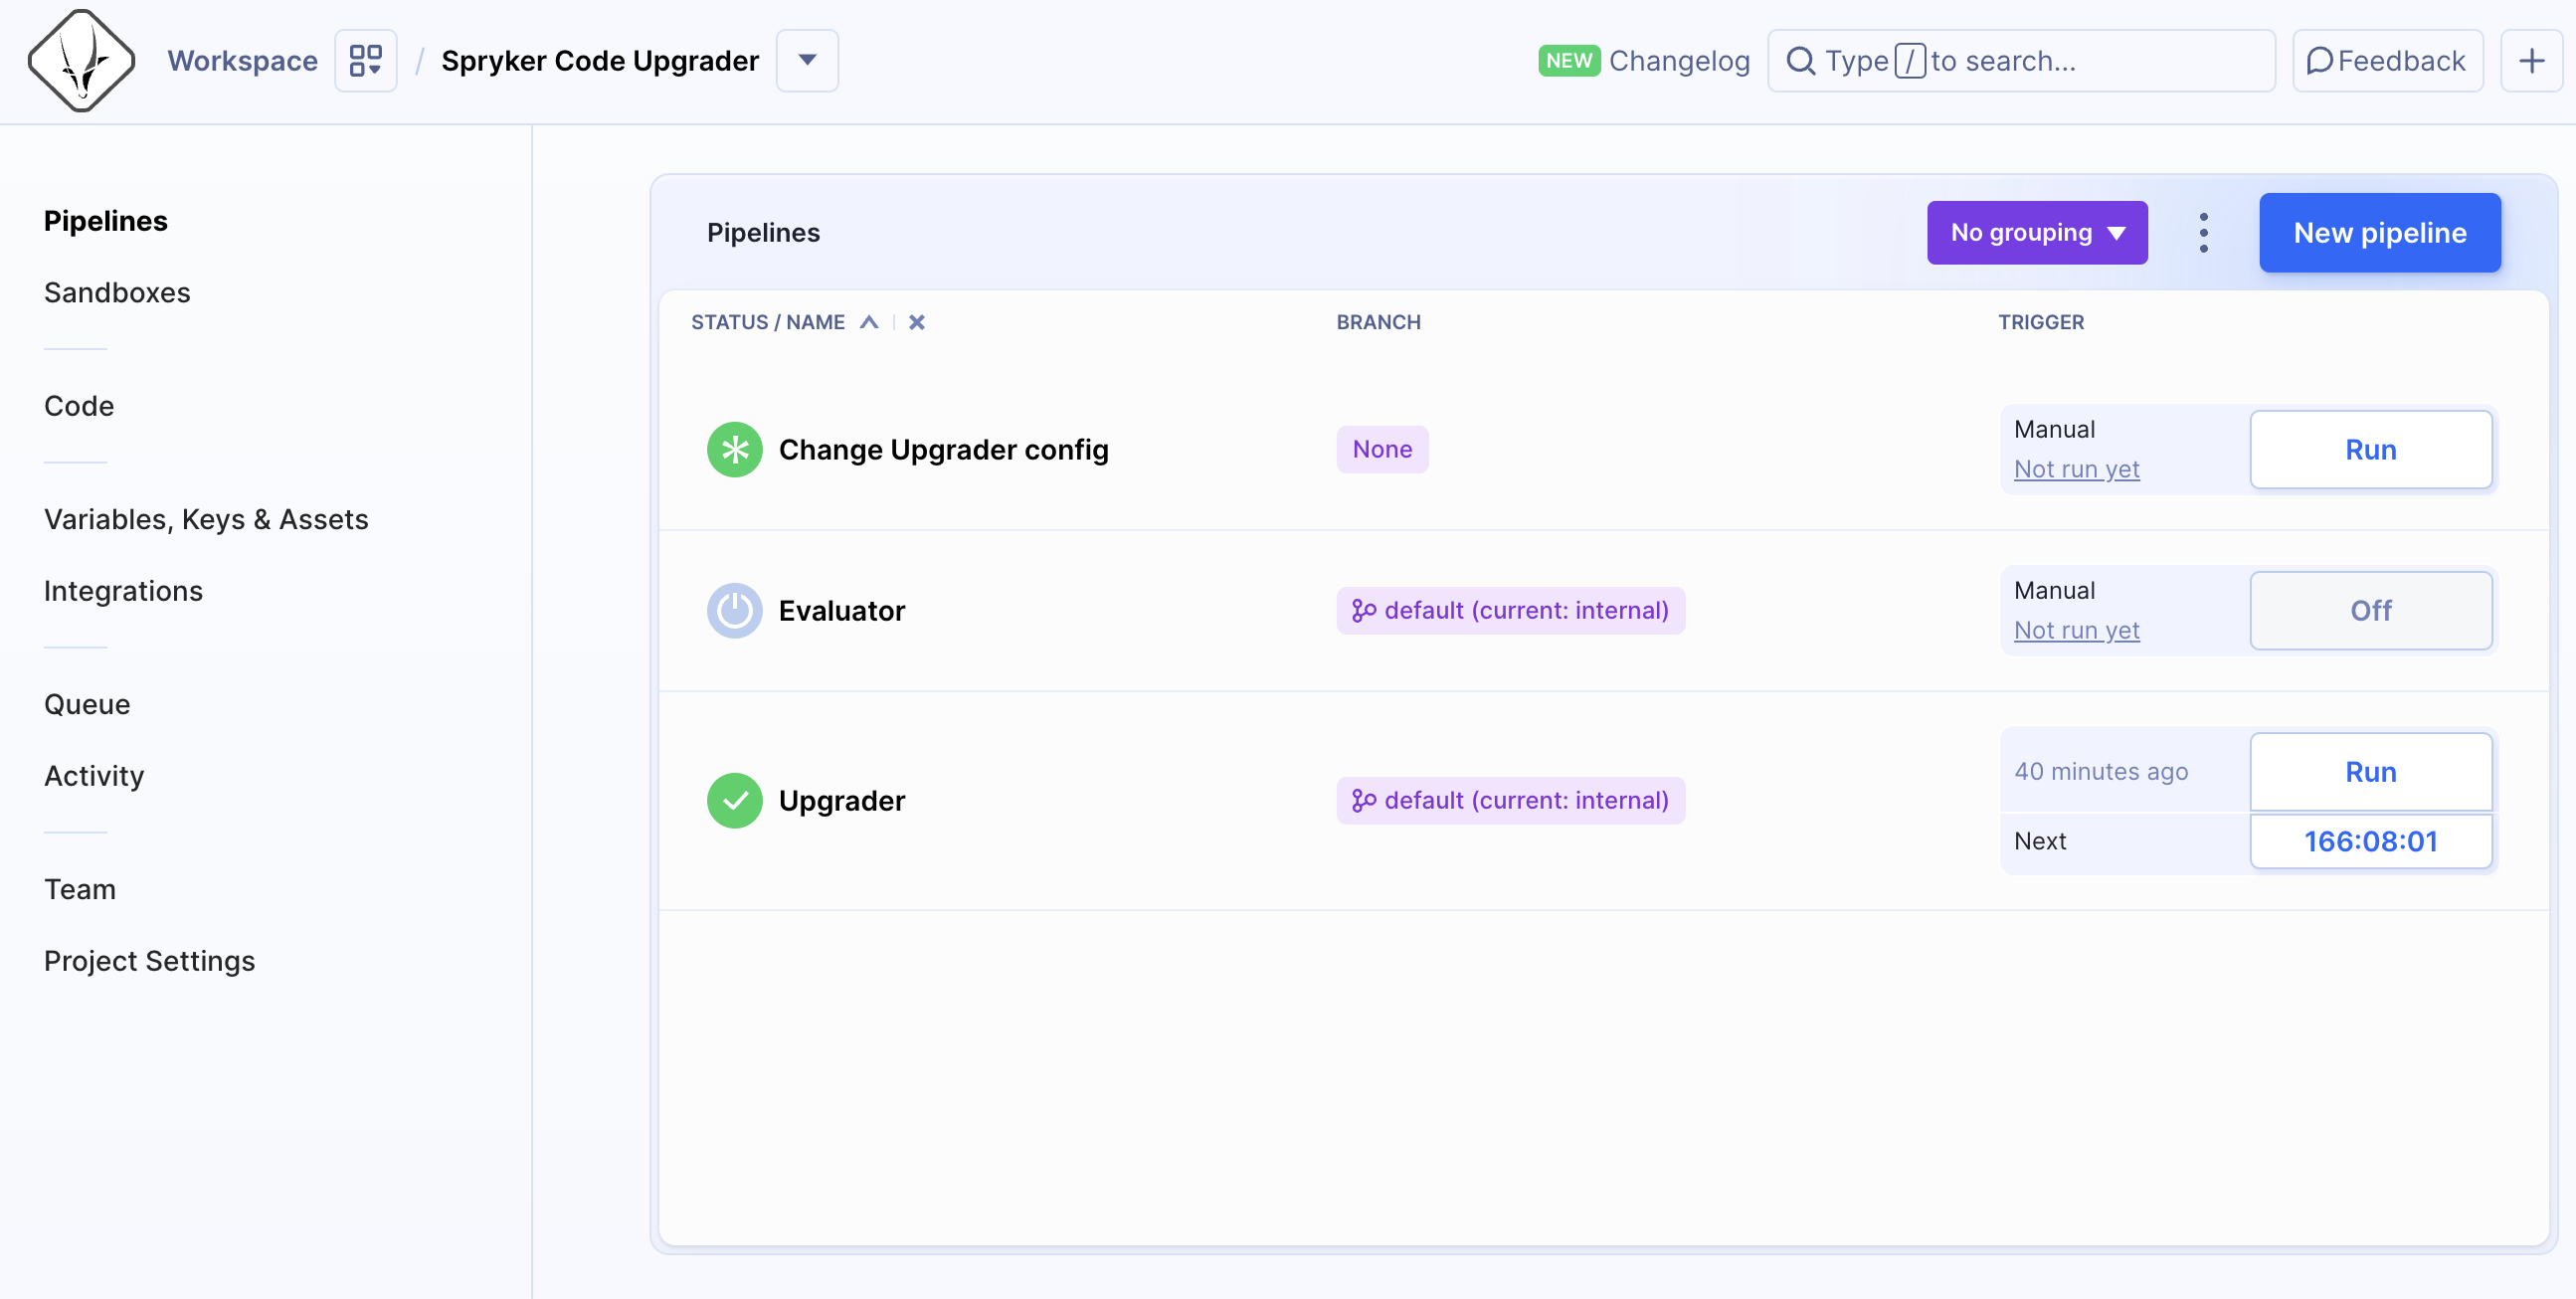 Workspace / Spryker Code Upgrader
NEW Changelog
Type / to search...
Feedback
Pipelines
Sandboxes
Code
Variables, Keys & Assets
Integrations
Queue
Activity
Team
Project Settings
Pipelines
No grouping
New pipeline
STATUS / NAME
BRANCH
TRIGGER
Change Upgrader config
None
Manual
Not run yet
Run
Evaluator
default (current: internal)
Manual
Not run yet
Off
Upgrader
default (current: internal)
40 minutes ago
Run
Next
166:08:01